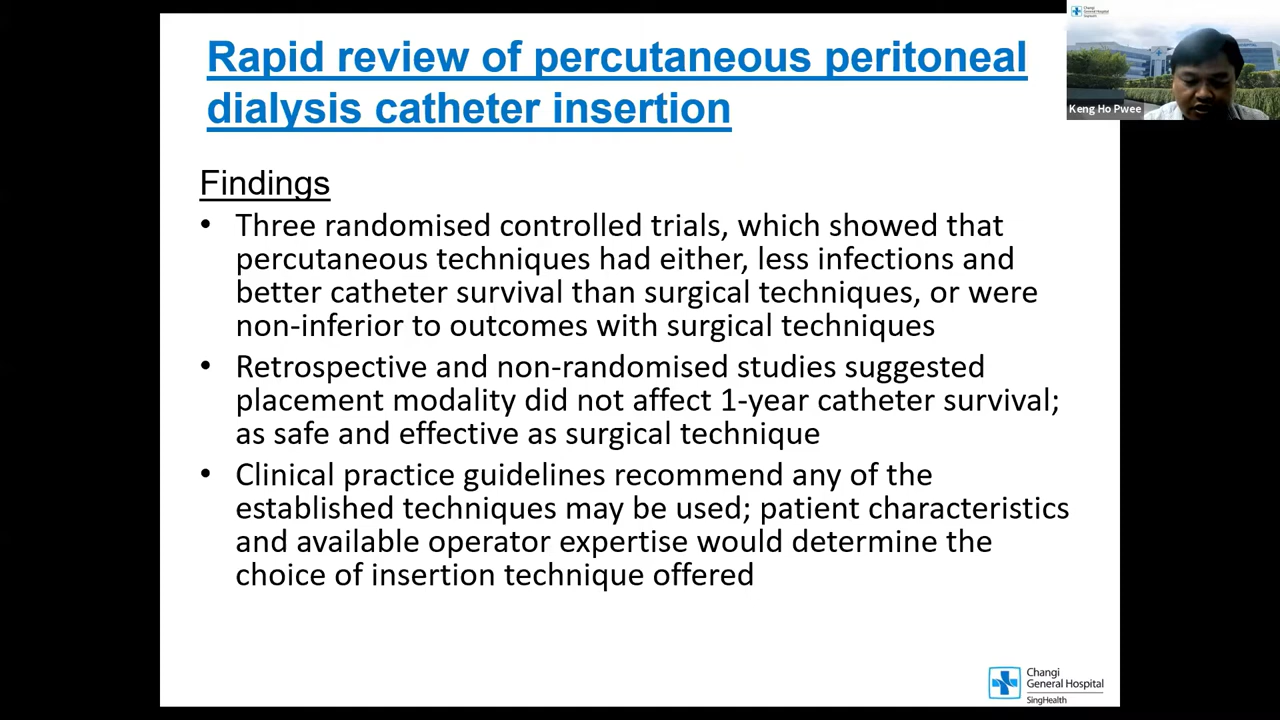 Rapid review of percutaneous peritoneal
dialysis catheter insertion
Findings
• Three randomised controlled trials, which showed that
percutaneous techniques had either, less infections and
better catheter survival than surgical techniques, or were
non-inferior to outcomes with surgical techniques
• Retrospective and non-randomised studies suggested
placement modality did not affect 1-year catheter survival;
as safe and effective as surgical technique
• Clinical practice guidelines recommend any of the
established techniques may be used; patient characteristics
and available operator expertise would determine the
choice of insertion technique offered
Changi
General Hospital
SingHealth
Changi
General Hospital
Keng Ho Pwee